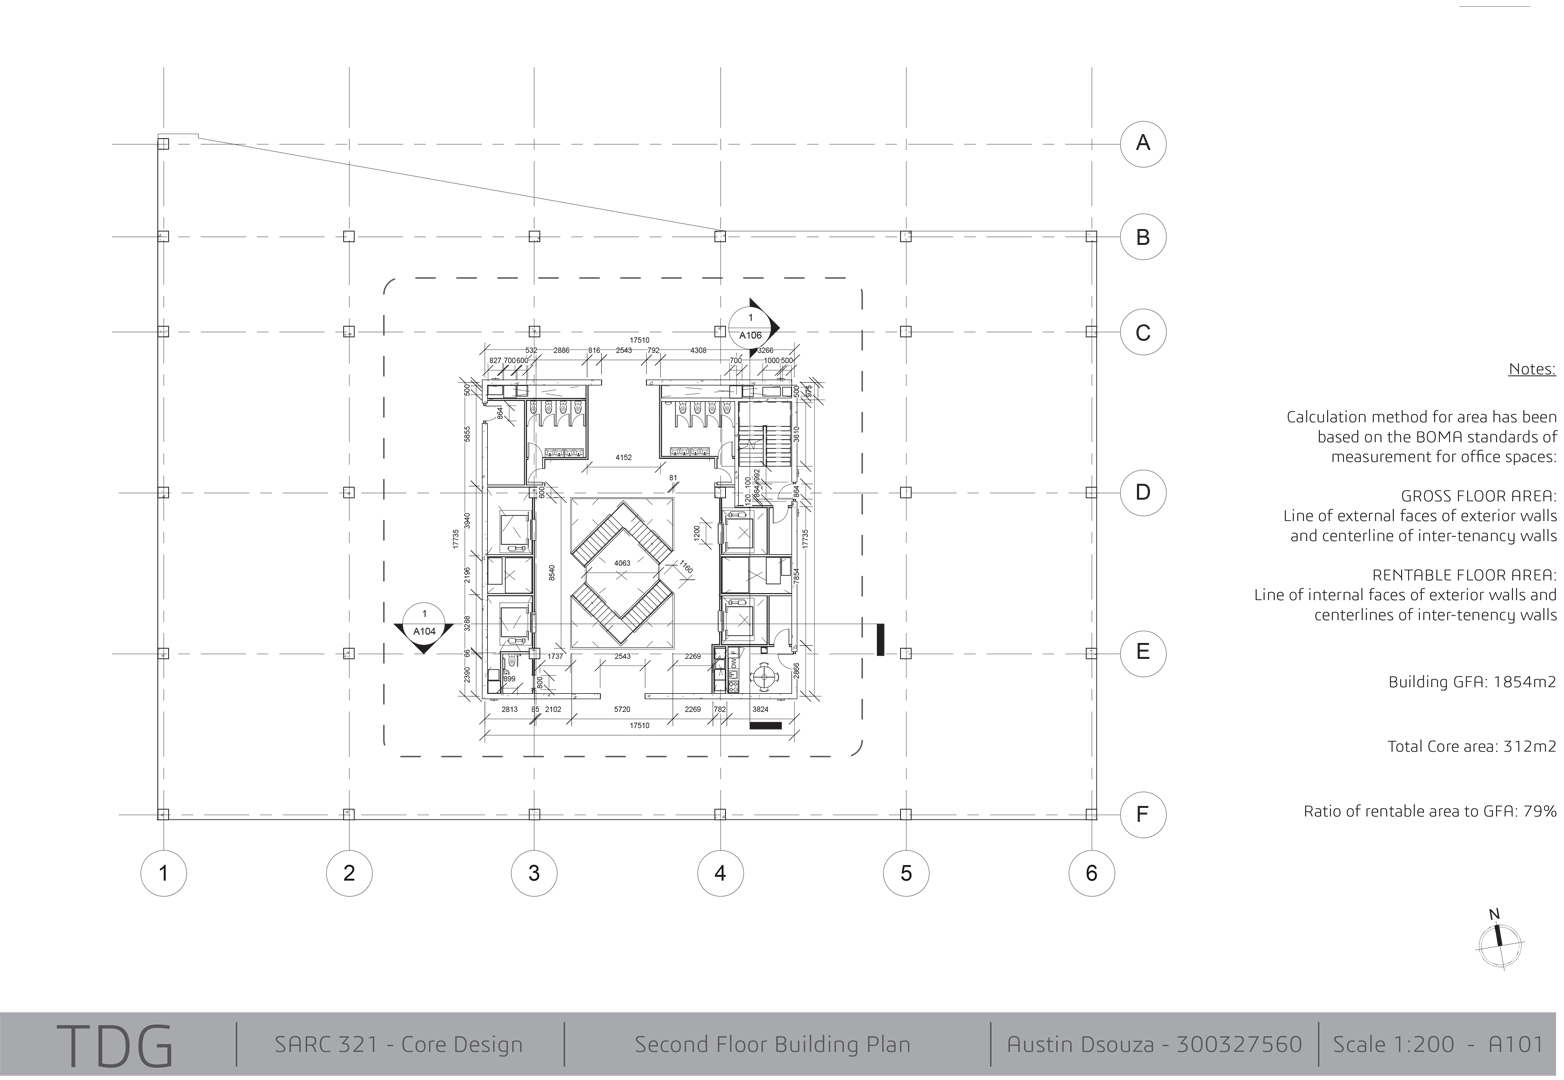 A
B
C
D
E
F
1
A106
17510
532 2886 816 2543 792 4308 3266
827 700 600 700 1000 500
500
864
5855
3940
17735
2196
3288
66
2390
500
975
3610
992
100
864
120
864
17735
7854
2866
4152
81
600
1200
4063
1160
8540
1
A104
1737 2543 2269
899
800
DW
2813 85 2102 5720 2269 782 3824
17510
1 2 3 4 5 6
Notes:
Calculation method for area has been
based on the BOMA standards of
measurement for office spaces:
GROSS FLOOR AREA:
Line of external faces of exterior walls
and centerline of inter-tenancy walls
RENTABLE FLOOR AREA:
Line of internal faces of exterior walls and
centerlines of inter-tenency walls
Building GFA: 1854m2
Total Core area: 312m2
Ratio of rentable area to GFA: 79%
N
TDG
SARC 321 - Core Design
Second Floor Building Plan
Austin Dsouza - 300327560
Scale 1:200 - A101